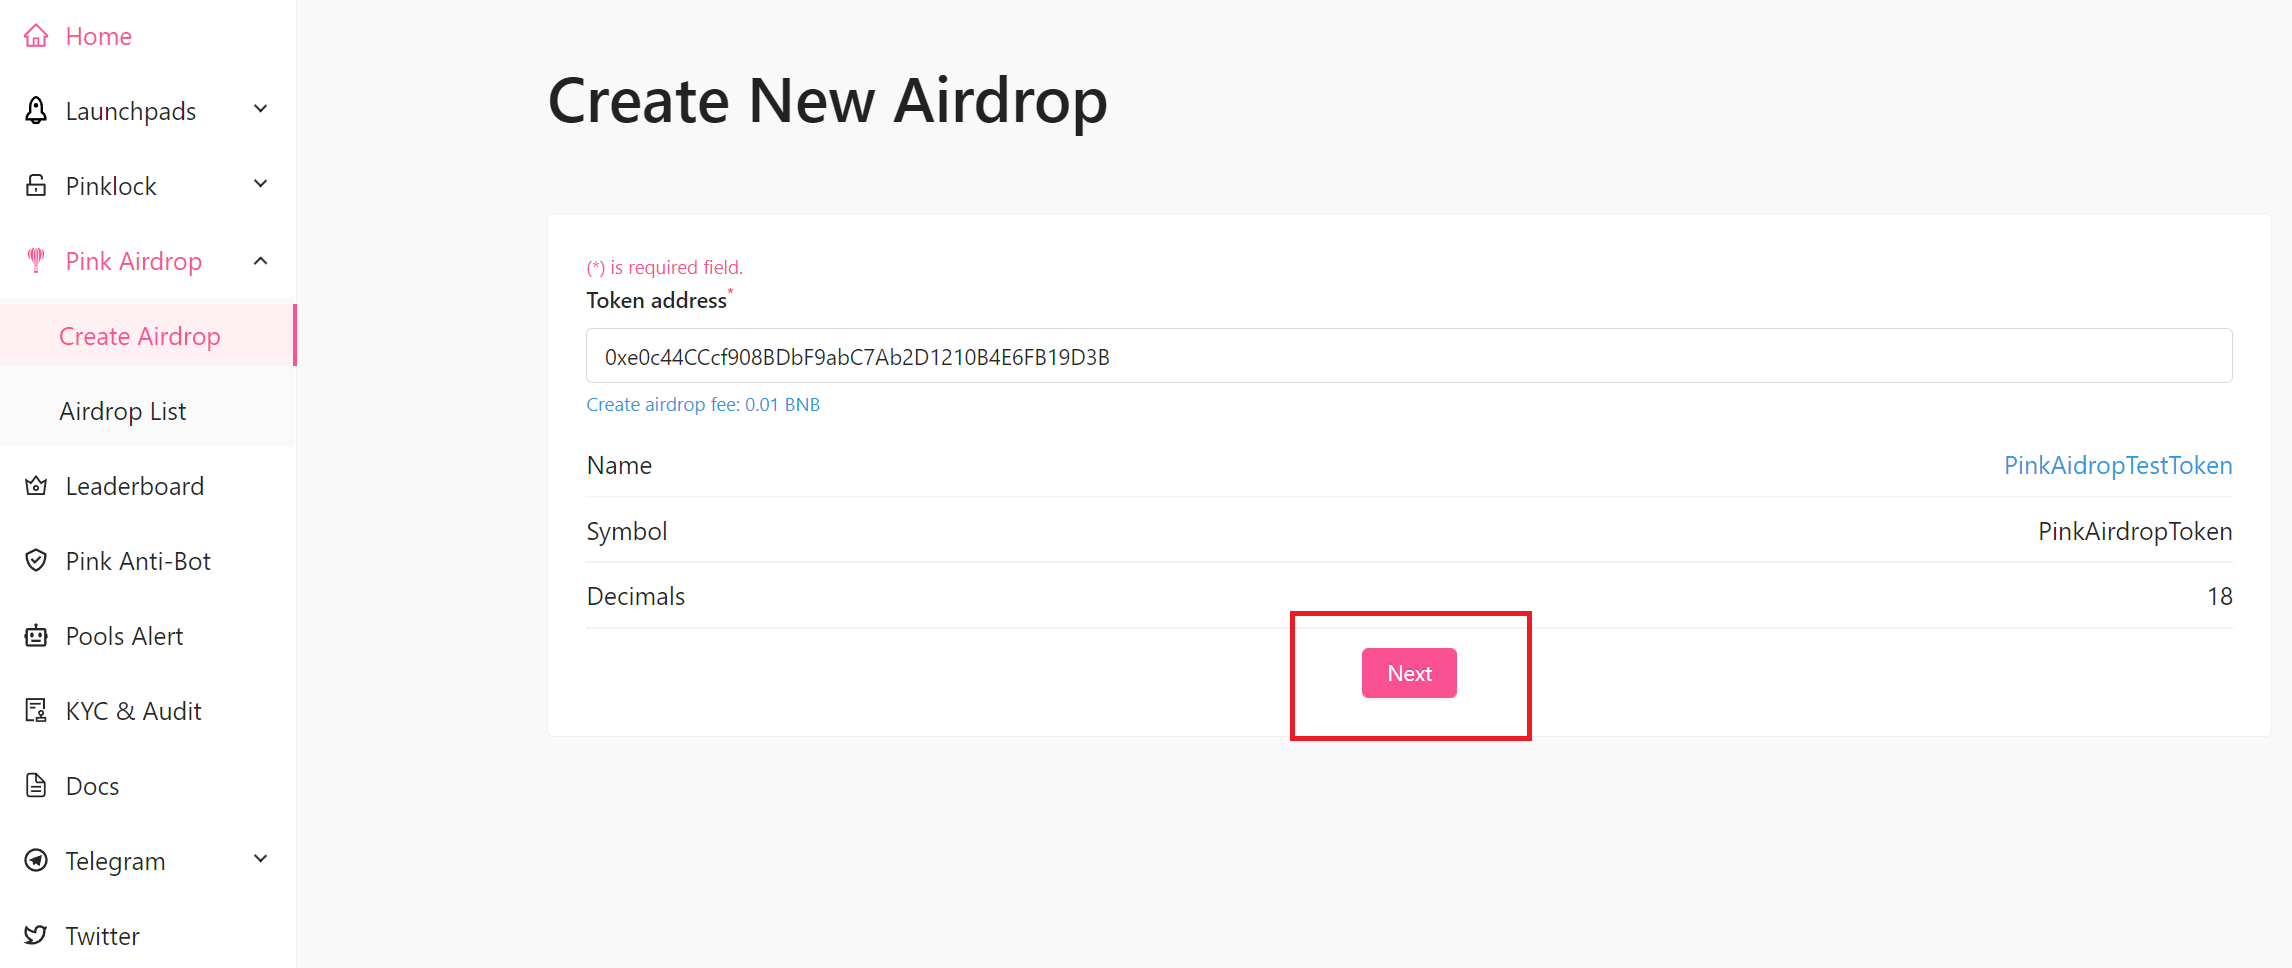 Home
Launchpads
Pinklock
Pink Airdrop
Create Airdrop
Airdrop List
Leaderboard
Pink Anti-Bot
Pools Alert
KYC & Audit
Docs
Telegram
Twitter
Create New Airdrop
(*) is required field.
Token address*
0xe0c44CCcf908BDbF9abC7Ab2D1210B4E6FB19D3B
Create airdrop fee: 0.01 BNB
Name PinkAidropTestToken
Symbol PinkAirdropToken
Decimals 18
Next